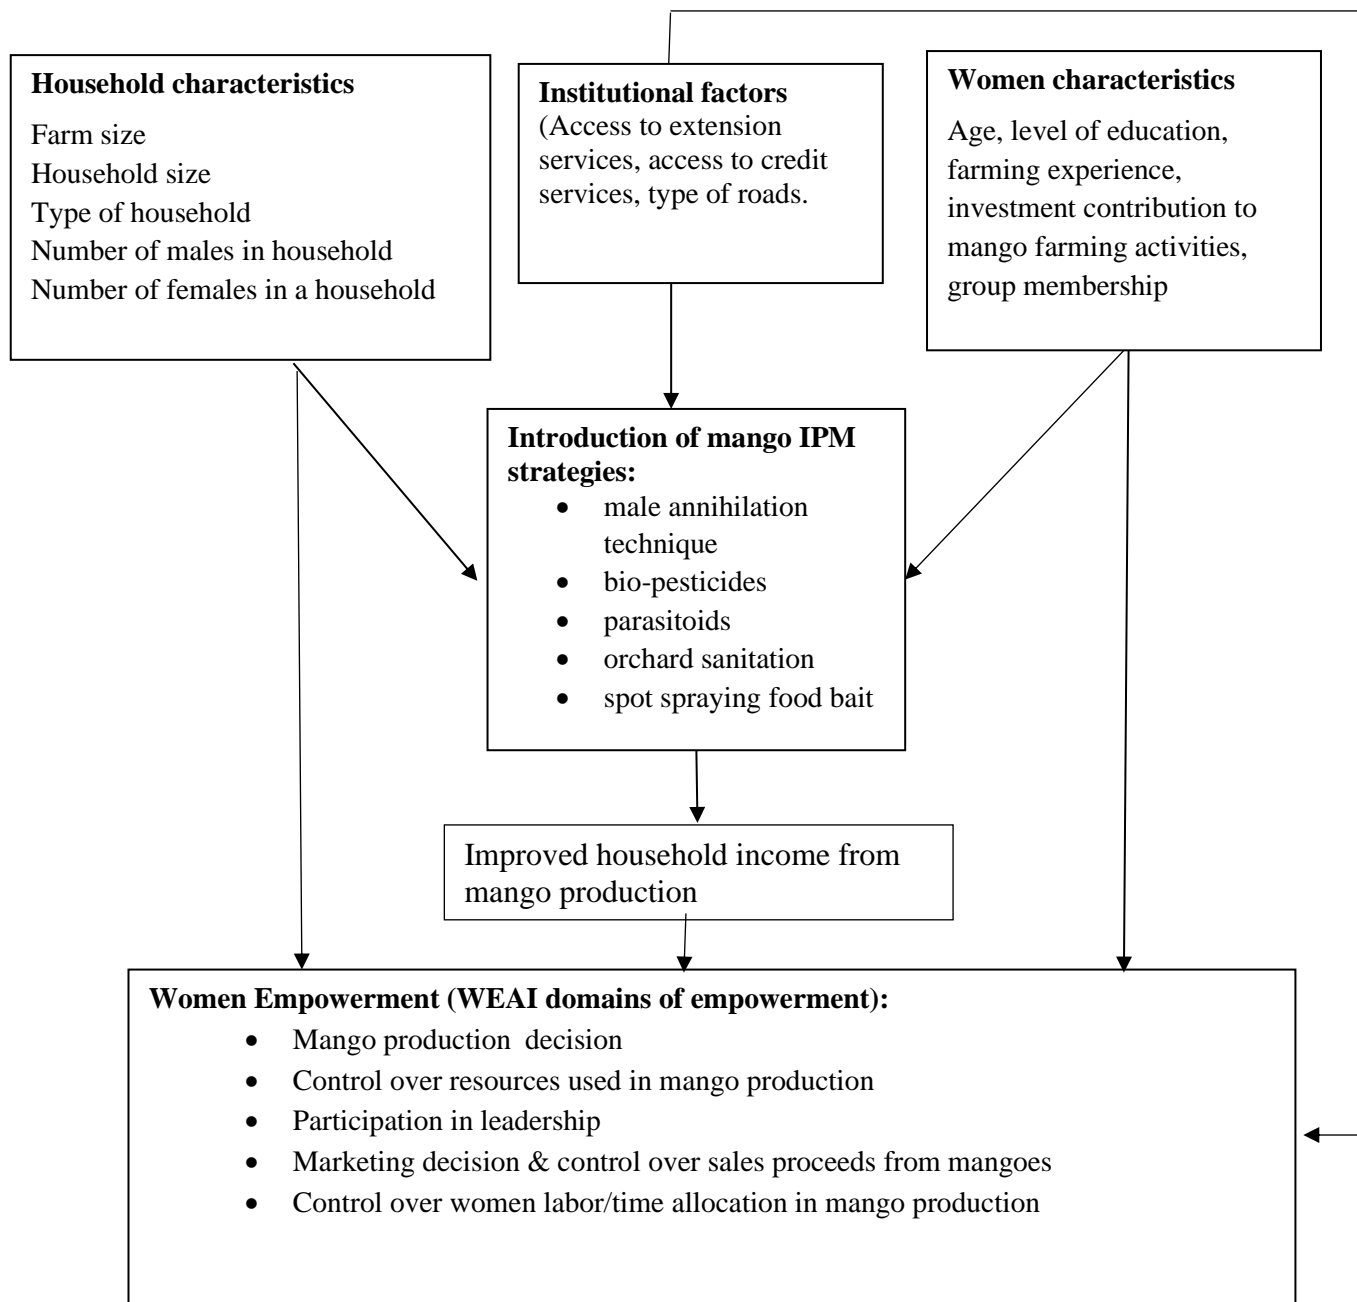 Household characteristics
Farm size
Household size
Type of household
Number of males in household
Number of females in a household
Institutional factors
(Access to extension
services, access to credit
services, type of roads.
Women characteristics
Age, level of education,
farming experience,
investment contribution to
mango farming activities,
group membership
Introduction of mango IPM
strategies:
• male annihilation
technique
• bio-pesticides
• parasitoids
• orchard sanitation
• spot spraying food bait
Improved household income from
mango production
Women Empowerment (WEAI domains of empowerment):
• Mango production decision
• Control over resources used in mango production
• Participation in leadership
• Marketing decision & control over sales proceeds from mangoes
• Control over women labor/time allocation in mango production